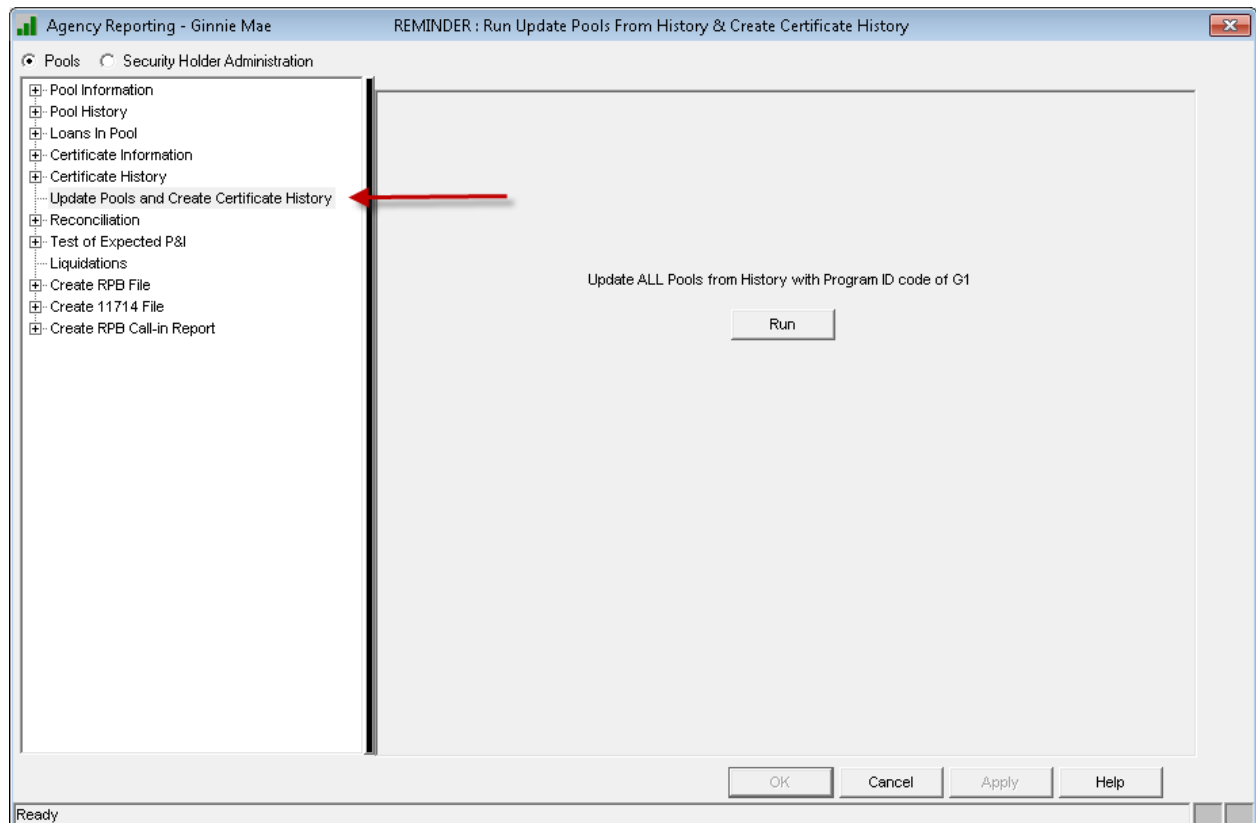 Agency Reporting - Ginnie Mae REMINDER : Run Update Pools From History & Create Certificate History
Pools Security Holder Administration
Pool Information
Pool History
Loans In Pool
Certificate Information
Certificate History
Update Pools and Create Certificate History
Reconciliation
Test of Expected P&I
Liquidations
Create RPB File
Create 11714 File
Create RPB Call-in Report
Update ALL Pools from History with Program ID code of G1
Run
OK Cancel Apply Help
Ready